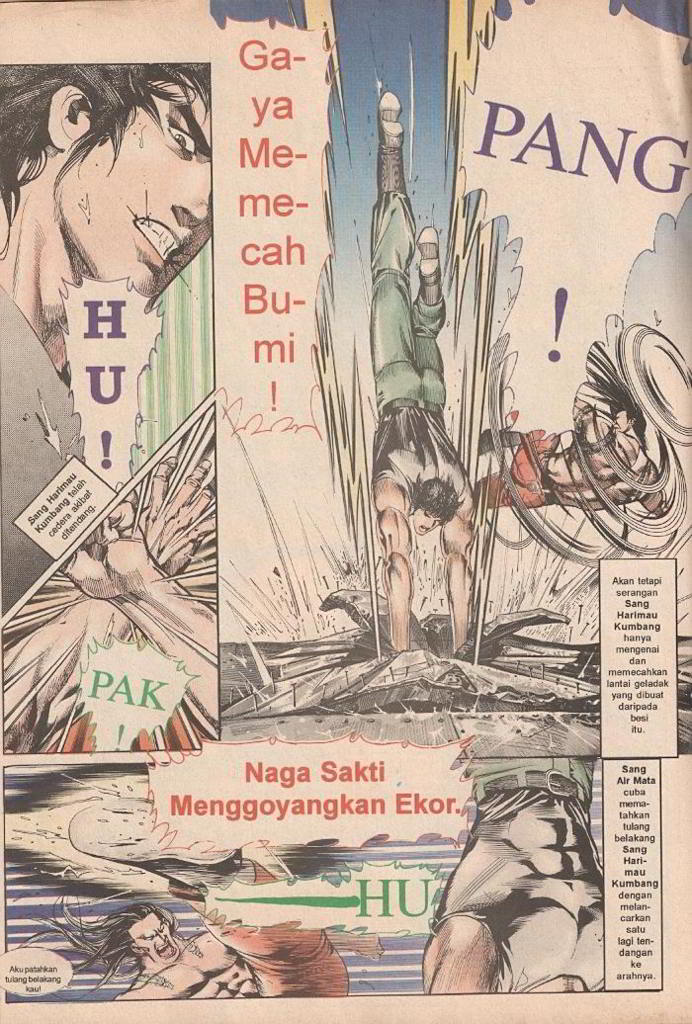 HU!
Sang Harimau
Kumbang telah
cedera akibat
ditendang.
PAK
!
Ga-
ya
Me-
me-
cah
Bu-
mi
!
PANG
!
Akan tetapi
serangan
Sang
Harimau
Kumbang
hanya
mengenai
dan
memecahkan
lantai geladak
yang dibuat
daripada
besi
itu.
Naga Sakti
Menggoyangkan Ekor.
HU
Aku patahkan
tulang belakang
kau!
Sang
Air Mata
cuba
mema-
tahkan
tulang
belakang
Sang
Hari-
mau
Kumbang
dengan
melan-
carkan
satu
lagi ten-
dangan
ke
arahnya.